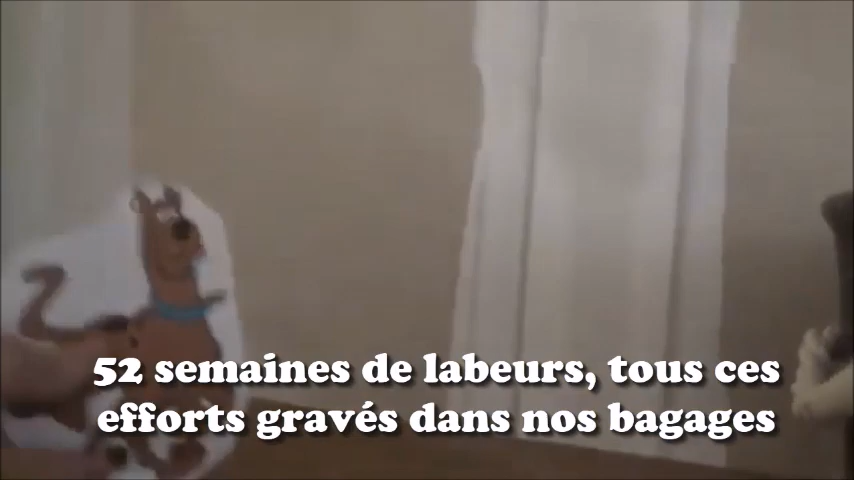 52 semaines de labeurs, tous ces
efforts gravés dans nos bagages